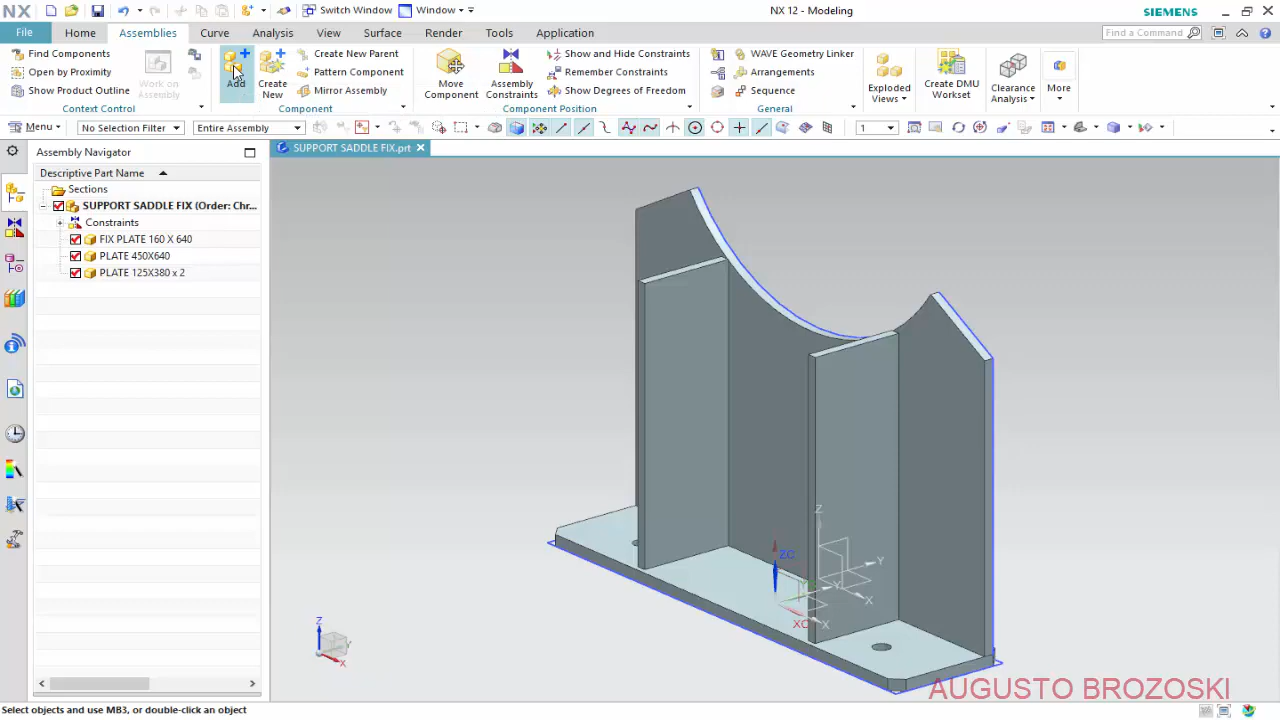 NX
Switch Window
Window
NX 12 - Modeling
SIEMENS
File
Home
Assemblies
Curve
Analysis
View
Surface
Render
Tools
Application
Find a Command
Find Components
Open by Proximity
Show Product Outline
Work on
Assembly
Context Control
Add
Create
New
Create New Parent
Pattern Component
Mirror Assembly
Component
Move
Component
Assembly
Constraints
Show and Hide Constraints
Remember Constraints
Show Degrees of Freedom
Component Position
WAVE Geometry Linker
Arrangements
Sequence
General
Exploded
Views
Create DMU
Workset
Clearance
Analysis
More
Menu
No Selection Filter
Entire Assembly
1
Assembly Navigator
SUPPORT SADDLE FIX.prt
Descriptive Part Name
Sections
SUPPORT SADDLE FIX (Order: Chr...
Constraints
FIX PLATE 160 X 640
PLATE 450X640
PLATE 125X380 x 2
Z
ZC
Y
Y
X
XC
X
Z
Y
X
AUGUSTO BROZOSKI
Select objects and use MB3, or double-click an object